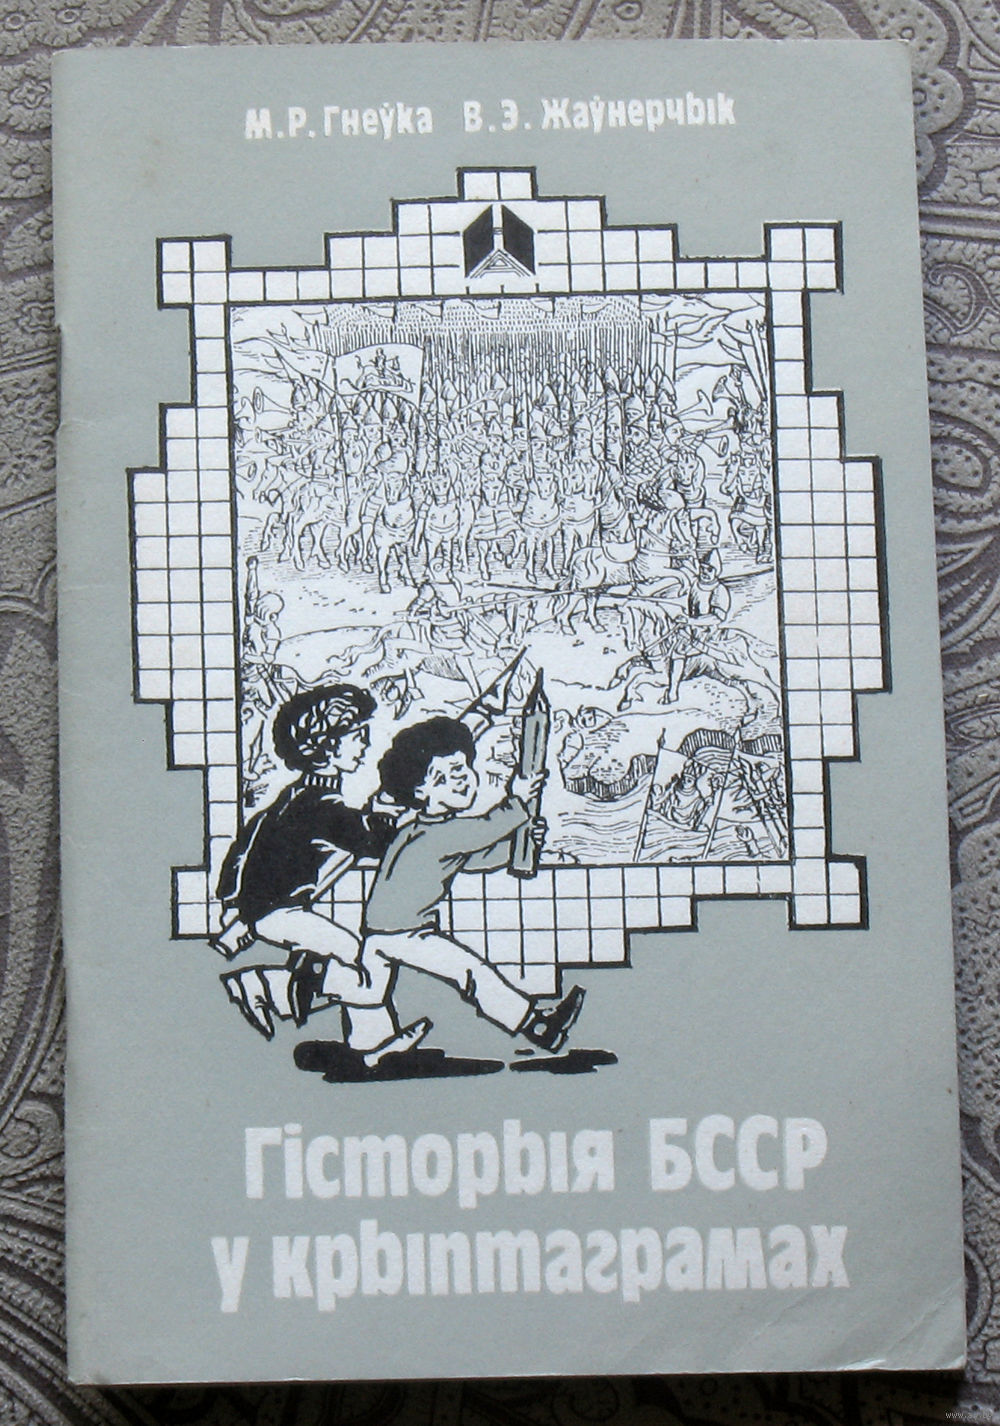 М.Р.Гнеўка В.Э.Жаўнерчык
Гісторыя БССР
у крыптаграмах